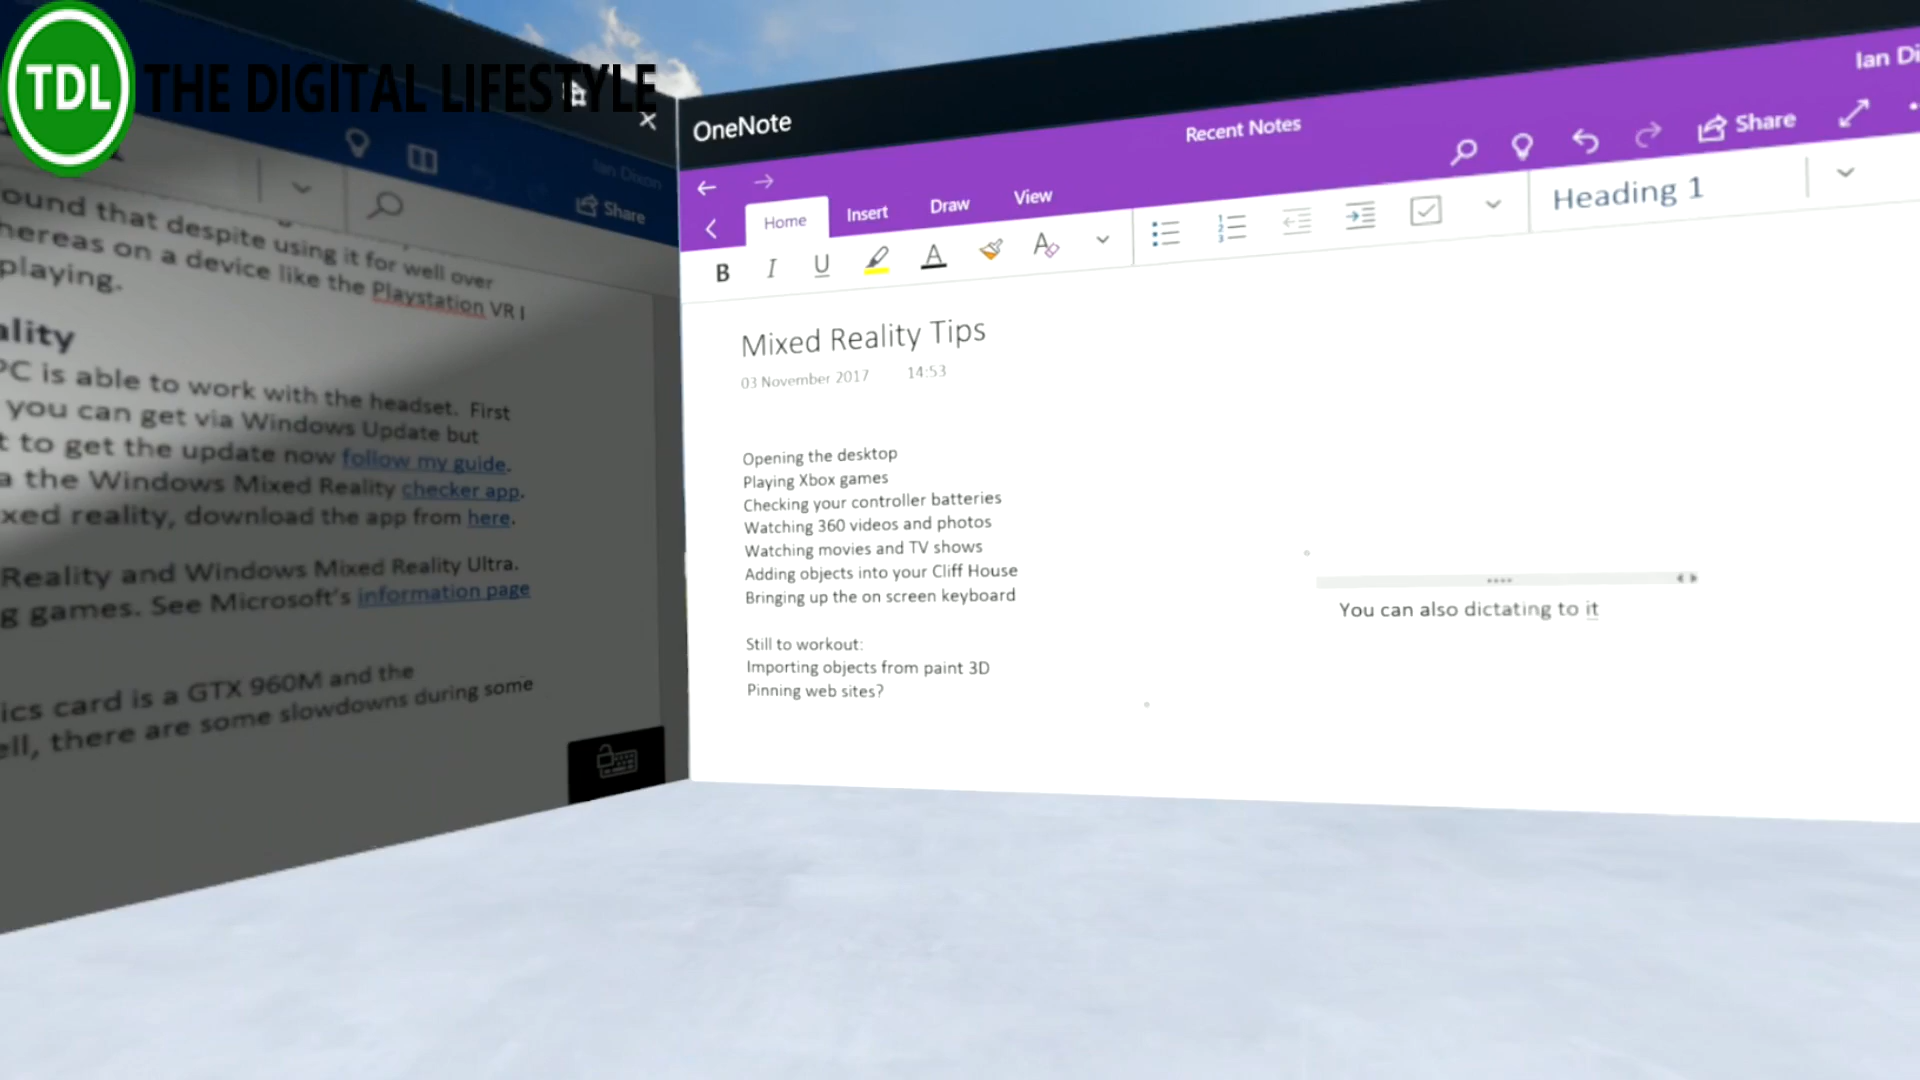 TDL THE DIGITAL LIFESTYLE
Ian Dixon
Share
ound that despite using it for well over
hereas on a device like the Playstation VR I
playing.
ality
PC is able to work with the headset. First
you can get via Windows Update but
t to get the update now follow my guide.
a the Windows Mixed Reality checker app.
xed reality, download the app from here.
Reality and Windows Mixed Reality Ultra.
g games. See Microsoft's information page
ics card is a GTX 960M and the
ell, there are some slowdowns during some
OneNote
Recent Notes
Ian Di
Share
Home Insert Draw View
B I U A A
Heading 1
Mixed Reality Tips
03 November 2017 14:53
Opening the desktop
Playing Xbox games
Checking your controller batteries
Watching 360 videos and photos
Watching movies and TV shows
Adding objects into your Cliff House
Bringing up the on screen keyboard
Still to workout:
Importing objects from paint 3D
Pinning web sites?
You can also dictating to it